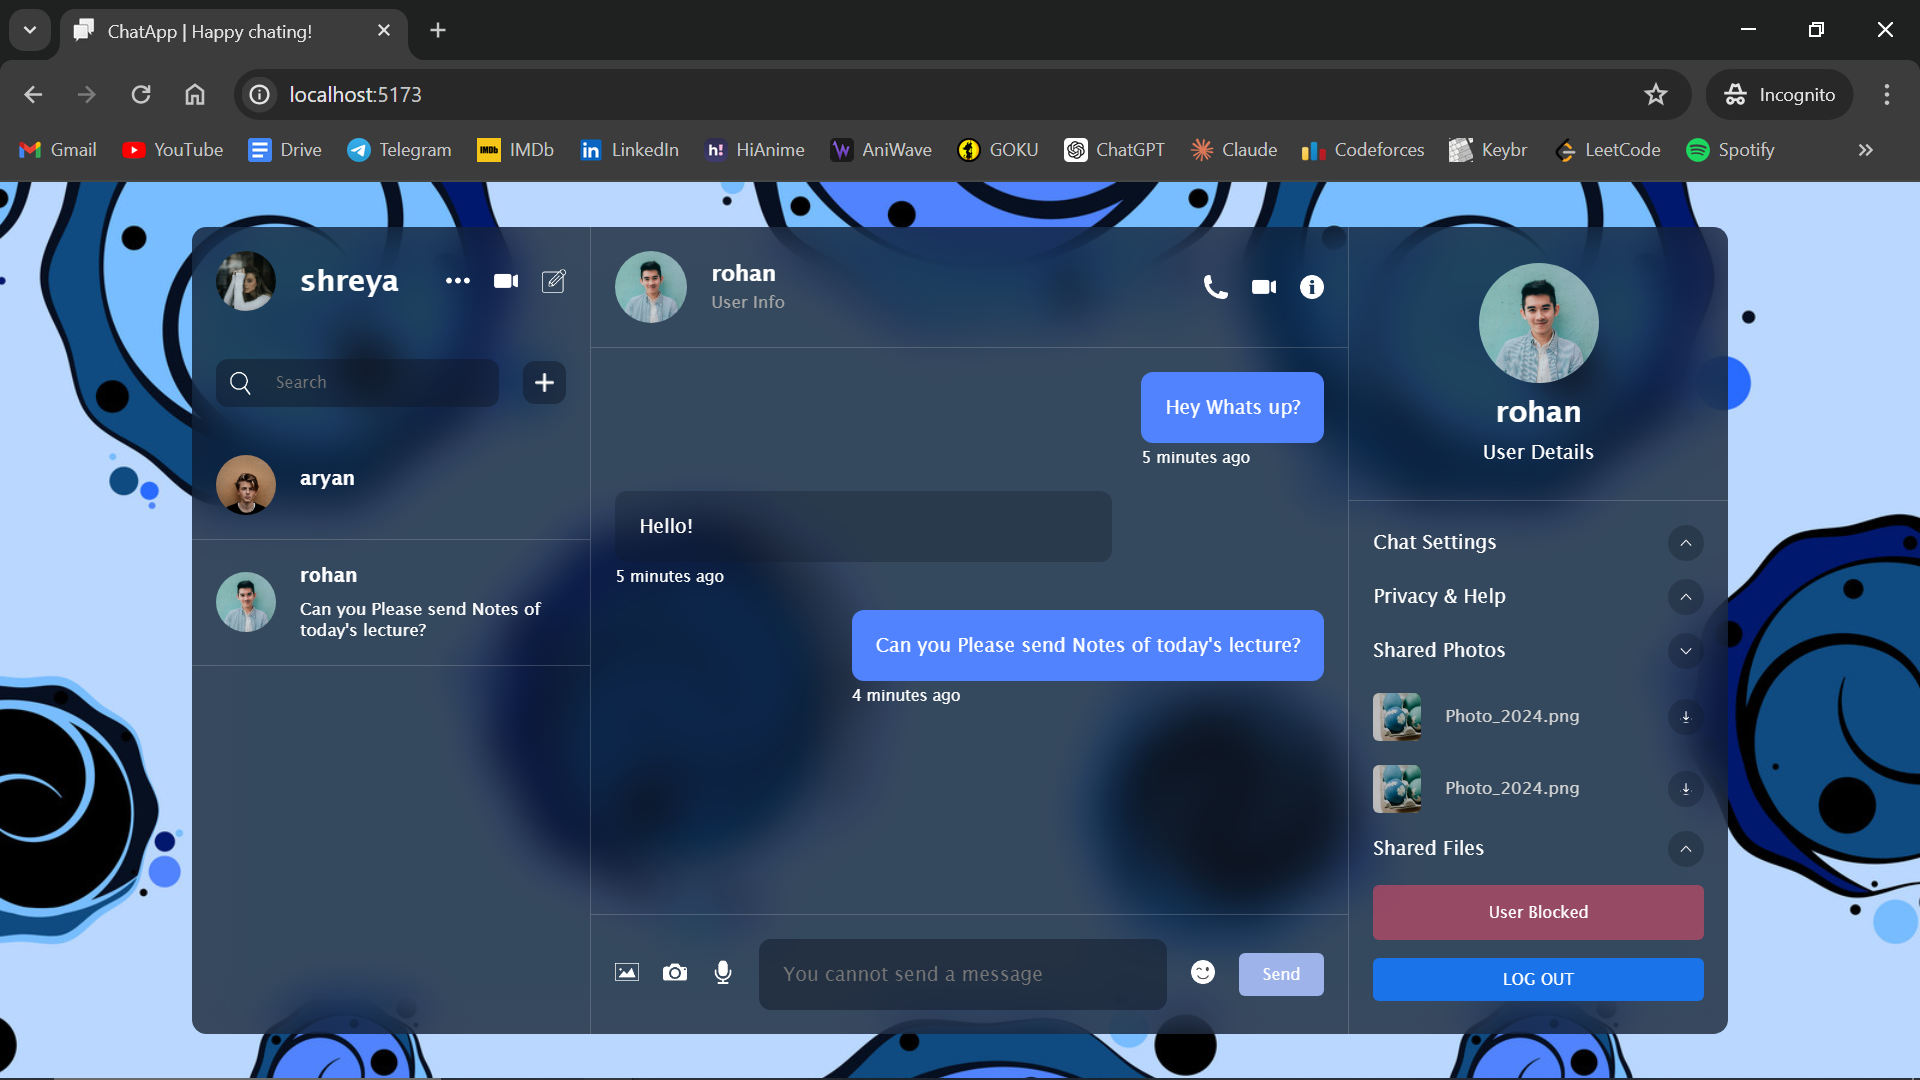 ChatApp | Happy chating!
localhost:5173
Incognito
Gmail
YouTube
Drive
Telegram
IMDb
IMDb
in
LinkedIn
h!
HiAnime
AniWave
GOKU
ChatGPT
Claude
Codeforces
Keybr
LeetCode
Spotify
shreya
Search
aryan
rohan
Can you Please send Notes of
today's lecture?
rohan
User Info
Hey Whats up?
5 minutes ago
Hello!
5 minutes ago
Can you Please send Notes of today's lecture?
4 minutes ago
You cannot send a message
Send
rohan
User Details
Chat Settings
Privacy & Help
Shared Photos
Photo_2024.png
Photo_2024.png
Shared Files
User Blocked
LOG OUT